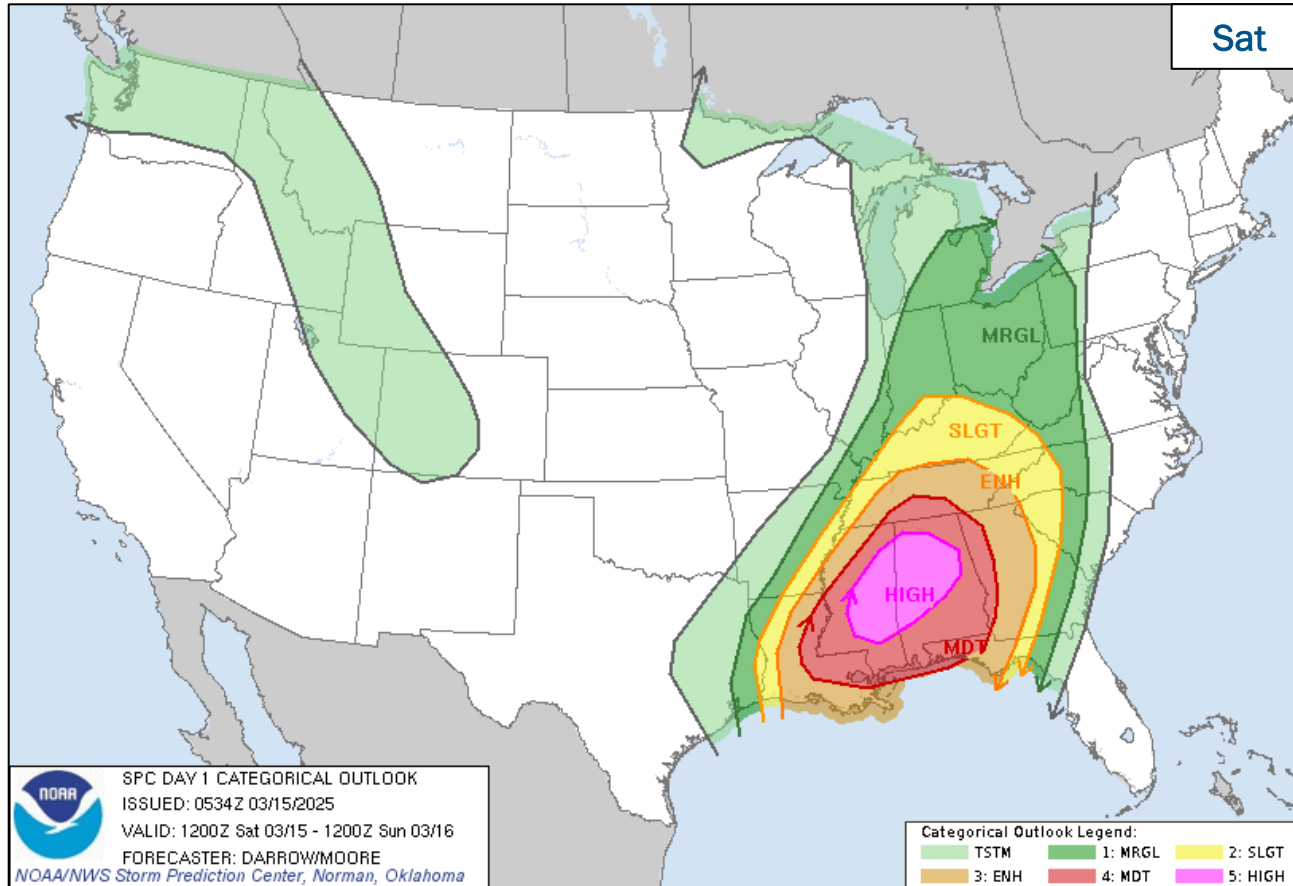 Sat
MRGL
SLGT
ENH
HIGH
MDT
NOAA
SPC DAY 1 CATEGORICAL OUTLOOK
ISSUED: 0534Z 03/15/2025
VALID: 1200Z Sat 03/15 - 1200Z Sun 03/16
FORECASTER: DARROW/MOORE
NOAA/NWS Storm Prediction Center, Norman, Oklahoma
Categorical Outlook Legend:
TSTM 1: MRGL 2: SLGT
3: ENH 4: MDT 5: HIGH